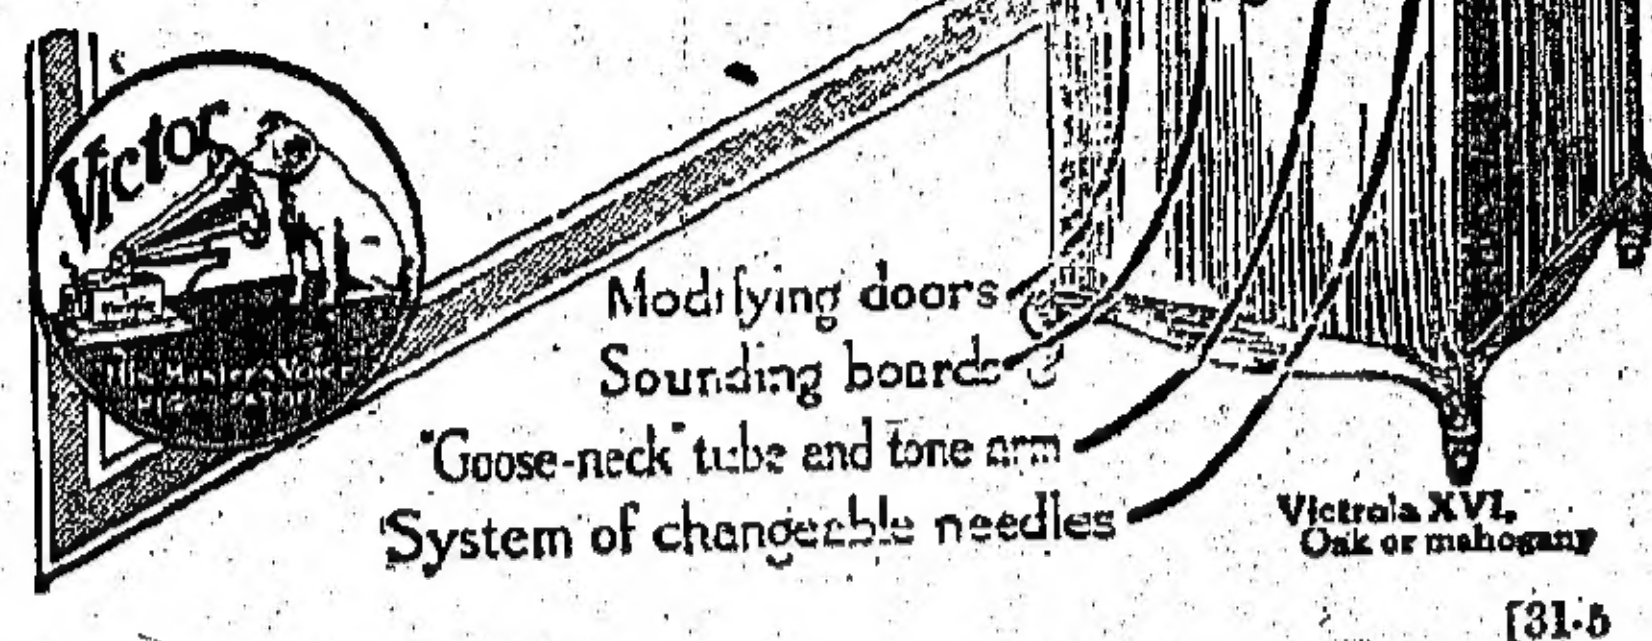 Victor
Modifying doors
Sounding boards
"Goose-neck" tube and tone arm
System of changeable needles
Victrola XVI,
Oak or mahogany
[31-5